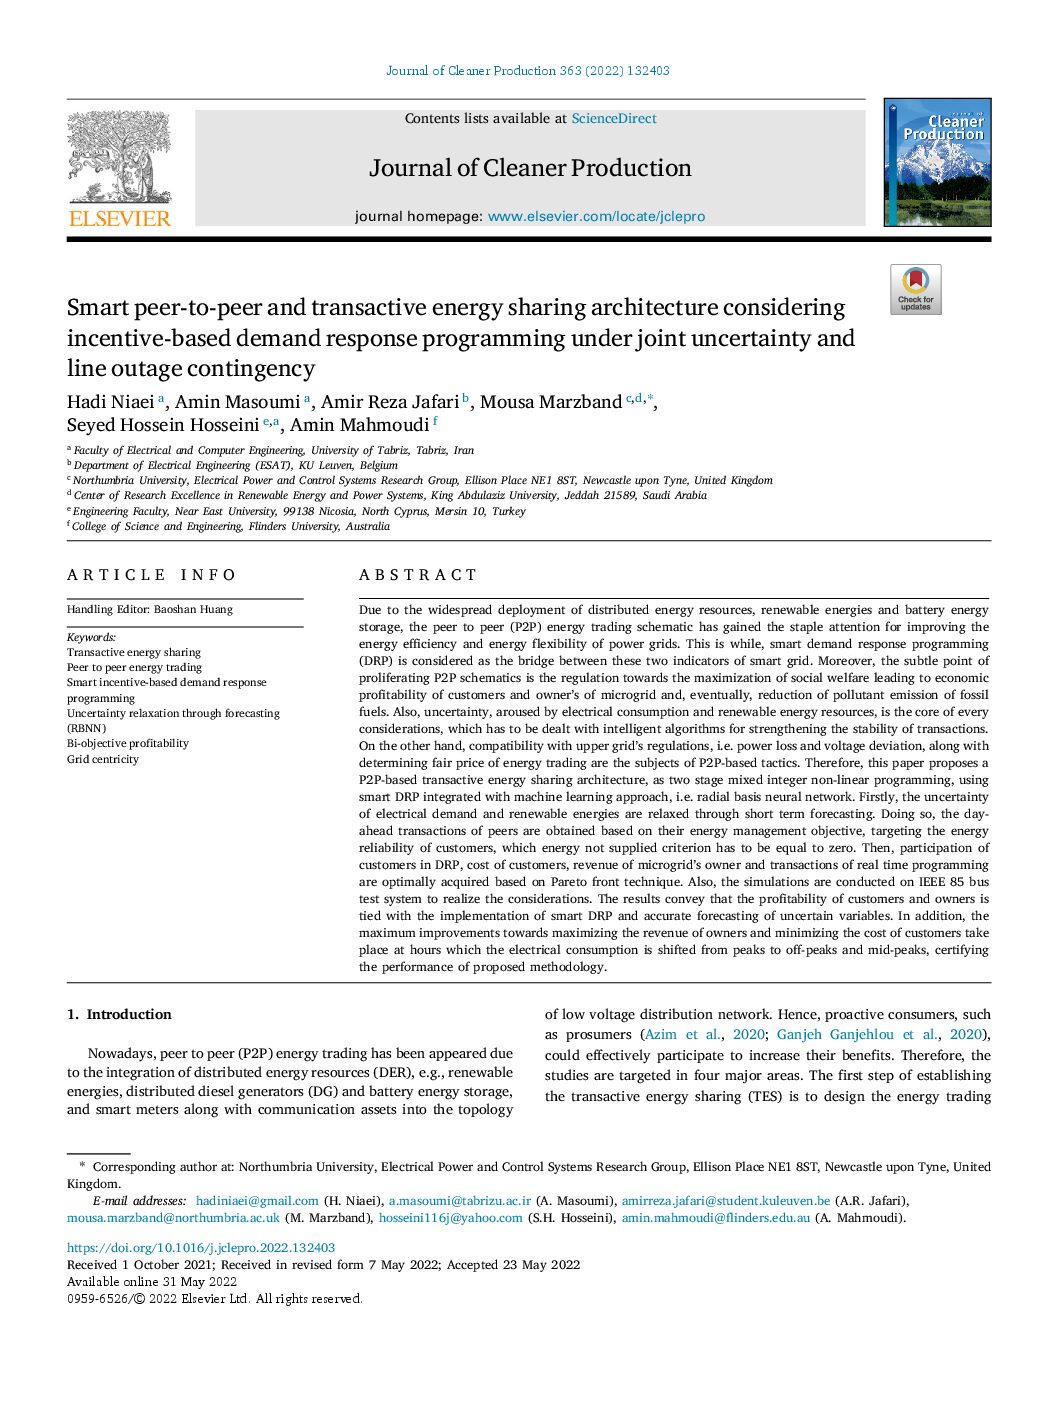 Journal of Cleaner Production 363 (2022) 132403
Contents lists available at ScienceDirect
Journal of Cleaner Production
journal homepage: www.elsevier.com/locate/jclepro
ELSEVIER
Cleaner
Production
Check for
updates
Smart peer-to-peer and transactive energy sharing architecture considering
incentive-based demand response programming under joint uncertainty and
line outage contingency
Hadi Niaei a, Amin Masoumi a, Amir Reza Jafari b, Mousa Marzband c,d,*,
Seyed Hossein Hosseini e,a, Amin Mahmoudi f
a Faculty of Electrical and Computer Engineering, University of Tabriz, Tabriz, Iran
b Department of Electrical Engineering (ESAT), KU Leuven, Belgium
c Northumbria University, Electrical Power and Control Systems Research Group, Ellison Place NE1 8ST, Newcastle upon Tyne, United Kingdom
d Center of Research Excellence in Renewable Energy and Power Systems, King Abdulaziz University, Jeddah 21589, Saudi Arabia
e Engineering Faculty, Near East University, 99138 Nicosia, North Cyprus, Mersin 10, Turkey
f College of Science and Engineering, Flinders University, Australia
ARTICLE INFO
Handling Editor: Baoshan Huang
Keywords:
Transactive energy sharing
Peer to peer energy trading
Smart incentive-based demand response
programming
Uncertainty relaxation through forecasting
(RBNN)
Bi-objective profitability
Grid centricity
ABSTRACT
Due to the widespread deployment of distributed energy resources, renewable energies and battery energy
storage, the peer to peer (P2P) energy trading schematic has gained the staple attention for improving the
energy efficiency and energy flexibility of power grids. This is while, smart demand response programming
(DRP) is considered as the bridge between these two indicators of smart grid. Moreover, the subtle point of
proliferating P2P schematics is the regulation towards the maximization of social welfare leading to economic
profitability of customers and owner's of microgrid and, eventually, reduction of pollutant emission of fossil
fuels. Also, uncertainty, aroused by electrical consumption and renewable energy resources, is the core of every
considerations, which has to be dealt with intelligent algorithms for strengthening the stability of transactions.
On the other hand, compatibility with upper grid's regulations, i.e. power loss and voltage deviation, along with
determining fair price of energy trading are the subjects of P2P-based tactics. Therefore, this paper proposes a
P2P-based transactive energy sharing architecture, as two stage mixed integer non-linear programming, using
smart DRP integrated with machine learning approach, i.e. radial basis neural network. Firstly, the uncertainty
of electrical demand and renewable energies are relaxed through short term forecasting. Doing so, the day-
ahead transactions of peers are obtained based on their energy management objective, targeting the energy
reliability of customers, which energy not supplied criterion has to be equal to zero. Then, participation of
customers in DRP, cost of customers, revenue of microgrid's owner and transactions of real time programming
are optimally acquired based on Pareto front technique. Also, the simulations are conducted on IEEE 85 bus
test system to realize the considerations. The results convey that the profitability of customers and owners is
tied with the implementation of smart DRP and accurate forecasting of uncertain variables. In addition, the
maximum improvements towards maximizing the revenue of owners and minimizing the cost of customers take
place at hours which the electrical consumption is shifted from peaks to off-peaks and mid-peaks, certifying
the performance of proposed methodology.
1. Introduction
Nowadays, peer to peer (P2P) energy trading has been appeared due
to the integration of distributed energy resources (DER), e.g., renewable
energies, distributed diesel generators (DG) and battery energy storage,
and smart meters along with communication assets into the topology
of low voltage distribution network. Hence, proactive consumers, such
as prosumers (Azim et al., 2020; Ganjeh Ganjehlou et al., 2020),
could effectively participate to increase their benefits. Therefore, the
studies are targeted in four major areas. The first step of establishing
the transactive energy sharing (TES) is to design the energy trading
* Corresponding author at: Northumbria University, Electrical Power and Control Systems Research Group, Ellison Place NE1 8ST, Newcastle upon Tyne, United
Kingdom.
E-mail addresses: hadiniaei@gmail.com (H. Niaei), a.masoumi@tabrizu.ac.ir (A. Masoumi), amirreza.jafari@student.kuleuven.be (A.R. Jafari),
mousa.marzband@northumbria.ac.uk (M. Marzband), hosseini116j@yahoo.com (S.H. Hosseini), amin.mahmoudi@flinders.edu.au (A. Mahmoudi).
https://doi.org/10.1016/j.jclepro.2022.132403
Received 1 October 2021; Received in revised form 7 May 2022; Accepted 23 May 2022
Available online 31 May 2022
0959-6526/© 2022 Elsevier Ltd. All rights reserved.